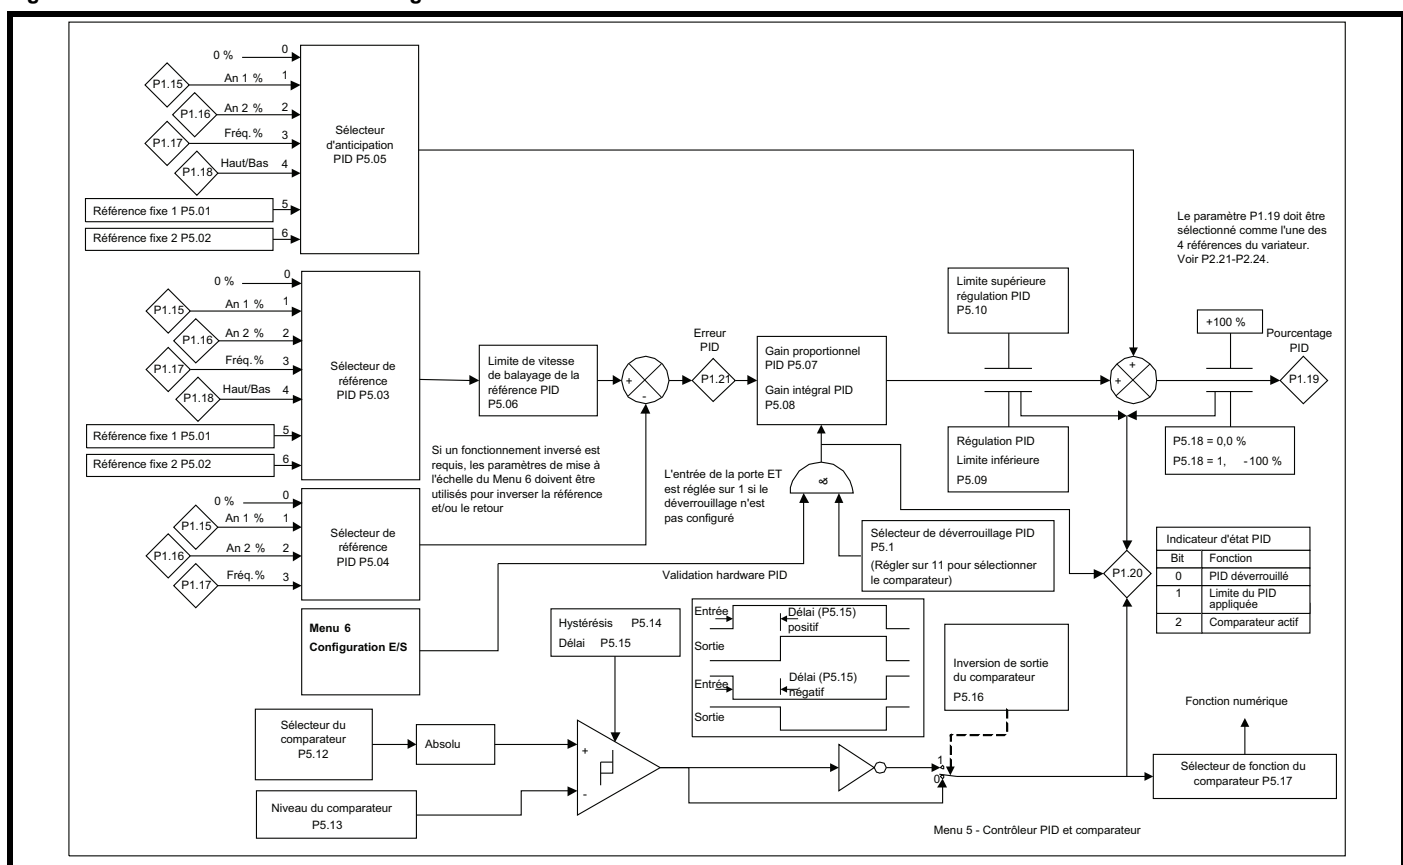 0 %
0
P1.15
An 1 %
1
P1.16
An 2 %
2
P1.17
Fréq.%
3
P1.18
Haut/Bas
4
Référence fixe 1 P5.01
5
Référence fixe 2 P5.02
6
Sélecteur
d'anticipation
PID P5.05
Le paramètre P1.19 doit être
sélectionné comme l'une des
4 références du variateur.
Voir P2.21-P2.24.
0 %
0
P1.15
An 1 %
1
P1.16
An 2 %
2
P1.17
Fréq.%
3
P1.18
Haut/Bas
4
Référence fixe 1 P5.01
5
Référence fixe 2 P5.02
6
Sélecteur de
référence
PID P5.03
Limite de vitesse
de balayage de la
référence PID
P5.06
+
-
Erreur
PID
P1.21
Gain proportionnel
PID P5.07
Gain intégral PID
P5.08
Limite supérieure
régulation PID
P5.10
Régulation PID
Limite inférieure
P5.09
+
+
+100 %
Pourcentage
PID
P1.19
P5.18 = 0,0 %
P5.18 = 1, -100 %
Si un fonctionnement inversé est
requis, les paramètres de mise à
l'échelle du Menu 6 doivent être
utilisés pour inverser la référence
et/ou le retour
L'entrée de la porte ET
est réglée sur 1 si le
déverrouillage n'est
pas configuré
&
0 %
0
P1.15
An 1 %
1
P1.16
An 2 %
2
P1.17
Fréq.%
3
Sélecteur de
référence
PID P5.04
Sélecteur de déverrouillage PID
P5.1
(Régler sur 11 pour sélectionner
le comparateur)
Validation hardware PID
P1.20
Indicateur d'état PID
Bit Fonction
0 PID déverrouillé
1 Limite du PID
appliquée
2 Comparateur actif
Menu 6
Configuration E/S
Hystérésis P5.14
Délai P5.15
Entrée
Délai (P5.15)
positif
Sortie
Entrée
Délai (P5.15)
négatif
Sortie
Inversion de sortie
du comparateur
P5.16
Sélecteur du
comparateur
P5.12
Absolu
Niveau du comparateur
P5.13
+
-
1
0
Fonction numérique
Sélecteur de fonction du
comparateur P5.17
Menu 5 - Contrôleur PID et comparateur